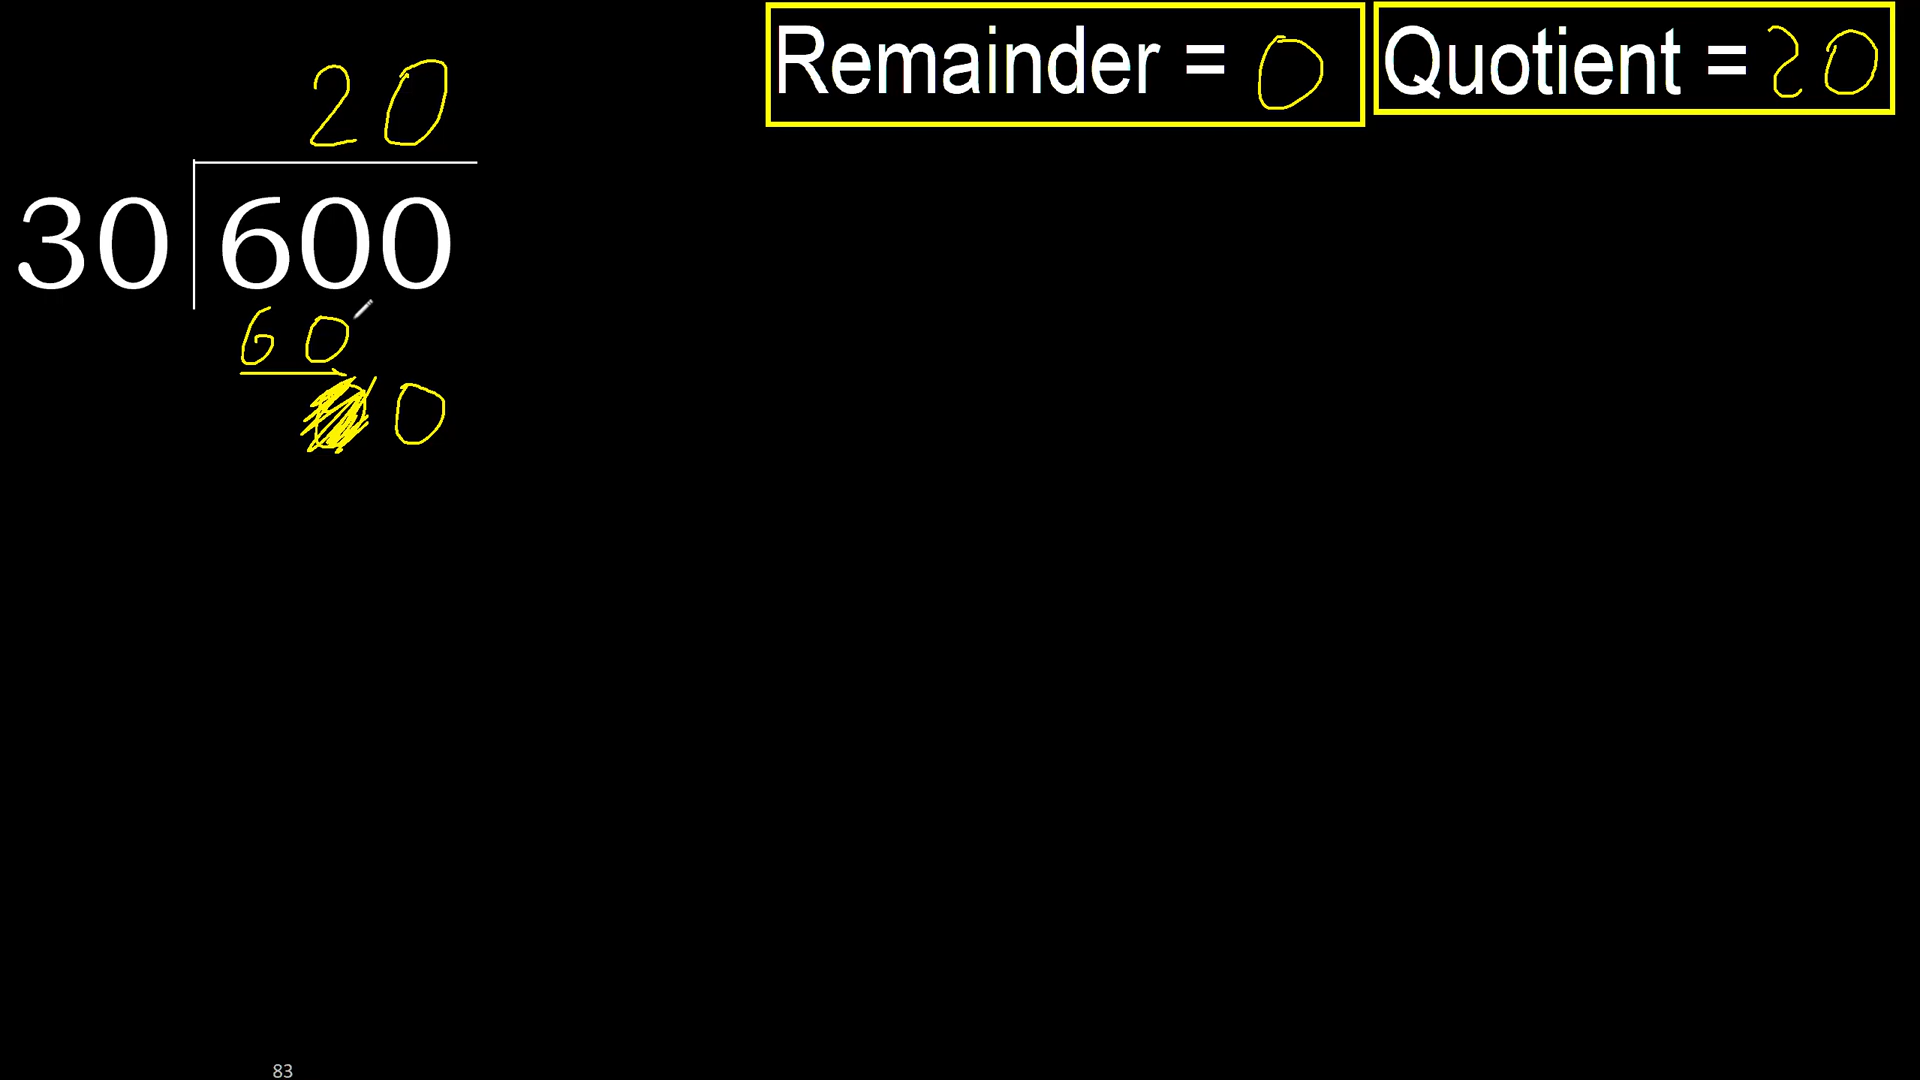 Remainder = 0
Quotient = 20
20
30 600
60
0
83